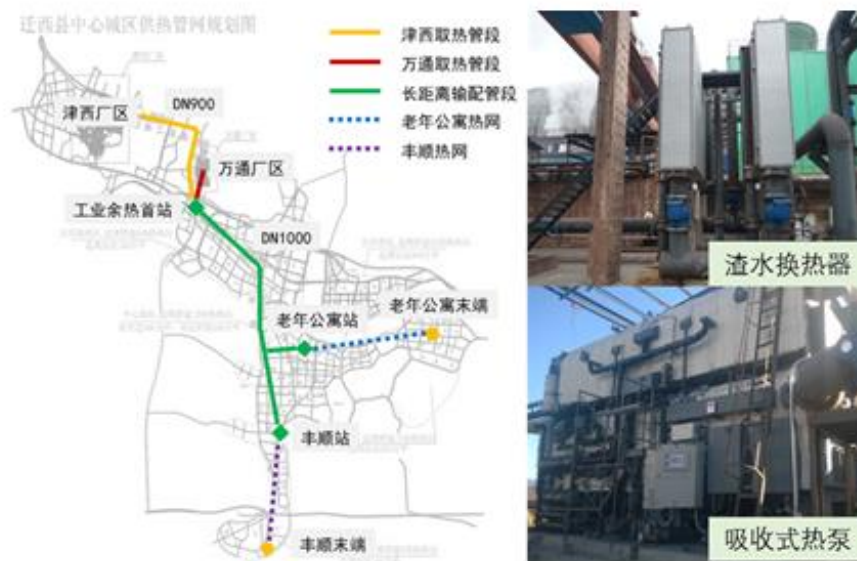 迁西县中心城区供热管网规划图
津西取热管段
万通取热管段
长距离输配管段
老年公寓热网
丰顺热网
DN900
津西厂区
万通厂区
工业余热首站
DN1000
老年公寓站
老年公寓末端
丰顺站
丰顺末端
渣水换热器
吸收式热泵